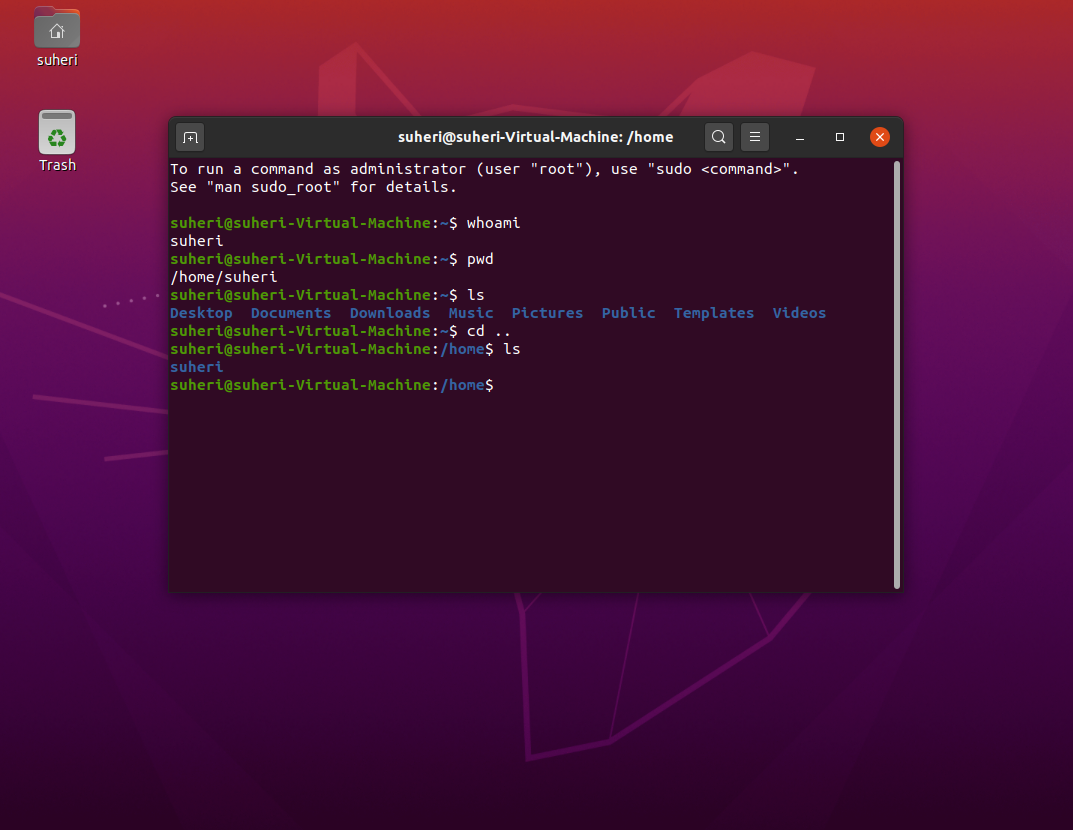 suheri
Trash
suheri@suheri-Virtual-Machine: /home
To run a command as administrator (user "root"), use "sudo <command>".
See "man sudo_root" for details.
suheri@suheri-Virtual-Machine:~$ whoami
suheri
suheri@suheri-Virtual-Machine:~$ pwd
/home/suheri
suheri@suheri-Virtual-Machine:~$ ls
Desktop  Documents  Downloads  Music  Pictures  Public  Templates  Videos
suheri@suheri-Virtual-Machine:~$ cd ..
suheri@suheri-Virtual-Machine:/home$ ls
suheri
suheri@suheri-Virtual-Machine:/home$